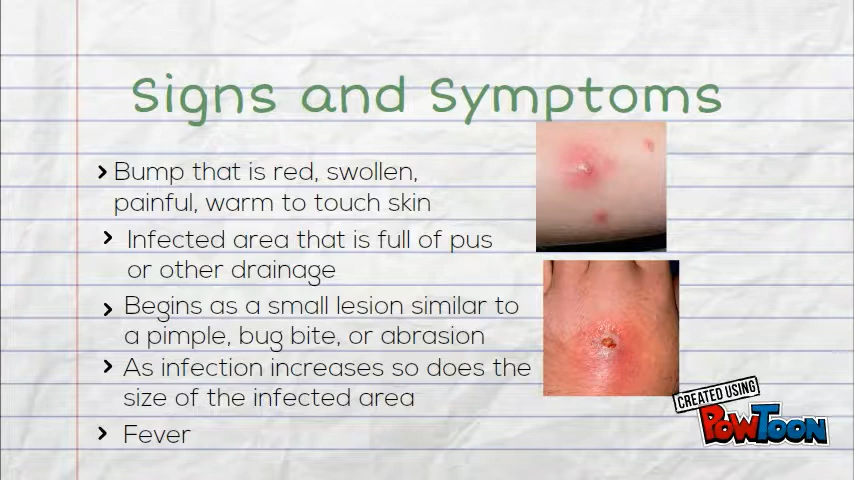 Signs and Symptoms
Bump that is red, swollen,
painful, warm to touch skin
Infected area that is full of pus
or other drainage
Begins as a small lesion similar to
a pimple, bug bite, or abrasion
As infection increases so does the
size of the infected area
Fever
CREATED USING
POWTOON